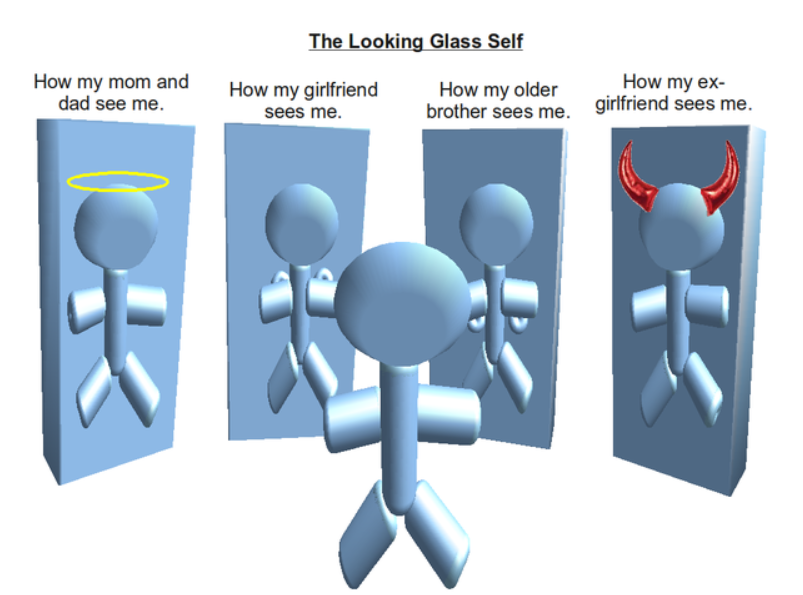 The Looking Glass Self
How my mom and
dad see me.
How my girlfriend
sees me.
How my older
brother sees me.
How my ex-
girlfriend sees me.